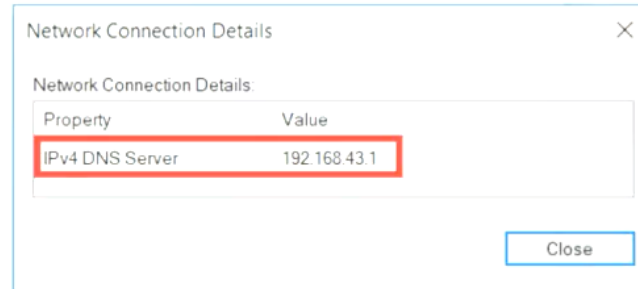 Network Connection Details
Network Connection Details:
Property Value
IPv4 DNS Server 192.168.43.1
Close